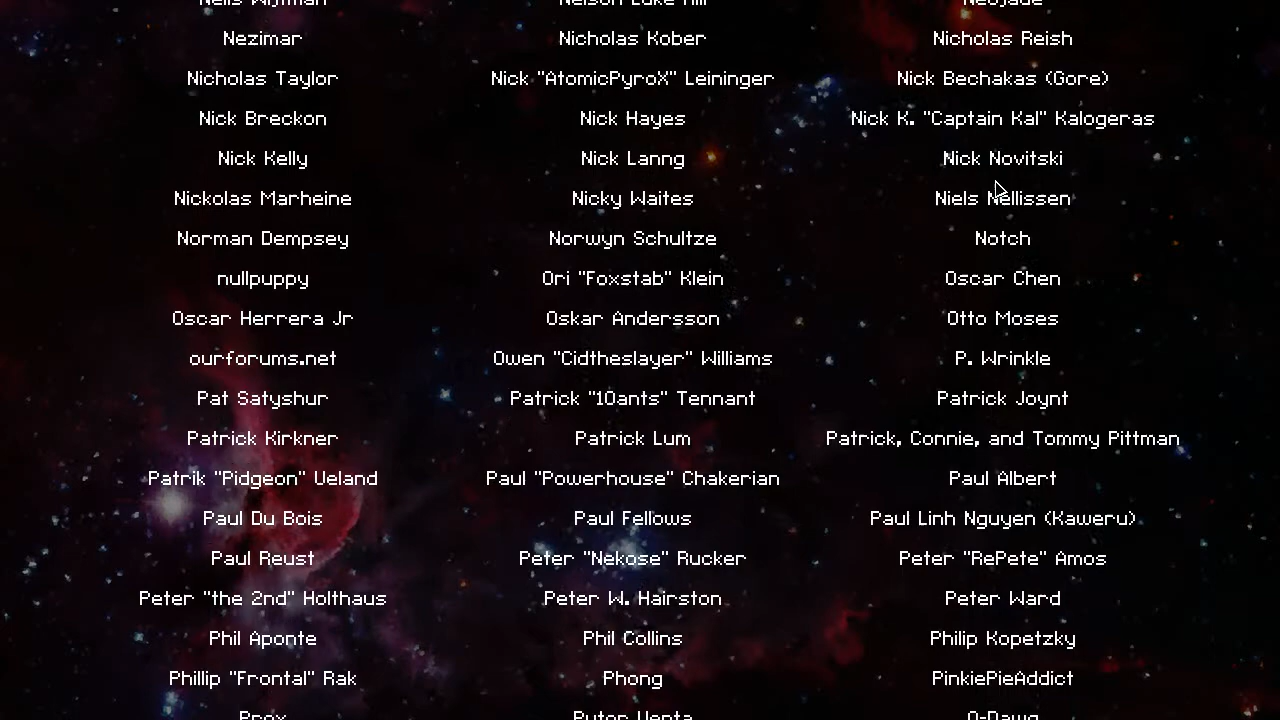 Nezimar Nicholas Kober Nicholas Reish
Nicholas Taylor Nick "AtomicPyroX" Leininger Nick Bechakas (Gore)
Nick Breckon Nick Hayes Nick K. "Captain Kal" Kalogeras
Nick Kelly Nick Lanng Nick Novitski
Nickolas Marheine Nicky Waites Niels Nellissen
Norman Dempsey Norwyn Schultze Notch
nullpuppy Ori "Foxstab" Klein Oscar Chen
Oscar Herrera Jr Oskar Andersson Otto Moses
ourforums.net Owen "Cidtheslayer" Williams P. Wrinkle
Pat Satyshur Patrick "10ants" Tennant Patrick Joynt
Patrick Kirkner Patrick Lum Patrick, Connie, and Tommy Pittman
Patrik "Pidgeon" Ueland Paul "Powerhouse" Chakerian Paul Albert
Paul Du Bois Paul Fellows Paul Linh Nguyen (Kaweru)
Paul Reust Peter "Nekose" Rucker Peter "RePete" Amos
Peter "the 2nd" Holthaus Peter W. Hairston Peter Ward
Phil Aponte Phil Collins Philip Kopetzky
Phillip "Frontal" Rak Phong PinkiePieAddict